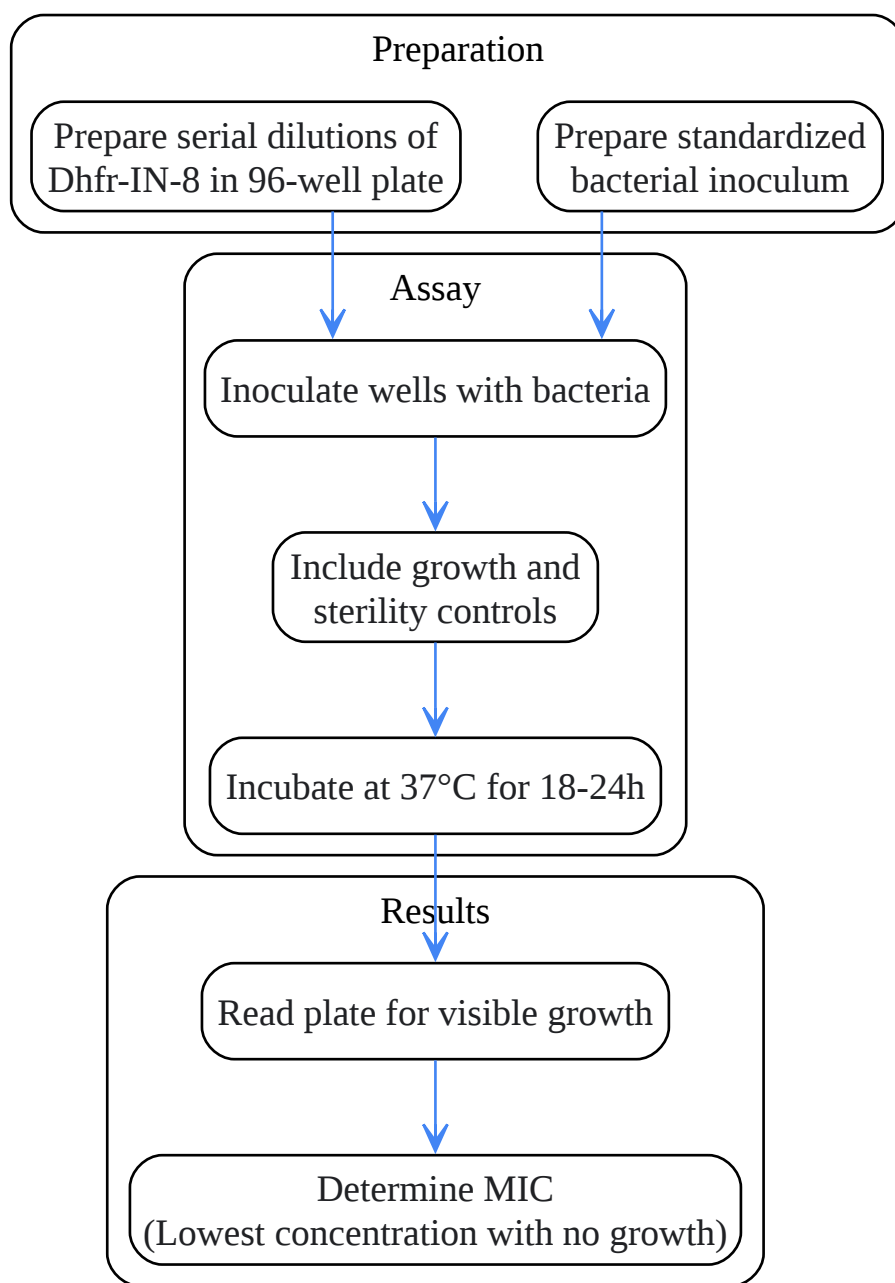 Preparation
Prepare serial dilutions of
Dhfr-IN-8 in 96-well plate
Prepare standardized
bacterial inoculum
Assay
Inoculate wells with bacteria
Include growth and
sterility controls
Incubate at 37°C for 18-24h
Results
Read plate for visible growth
Determine MIC
(Lowest concentration with no growth)